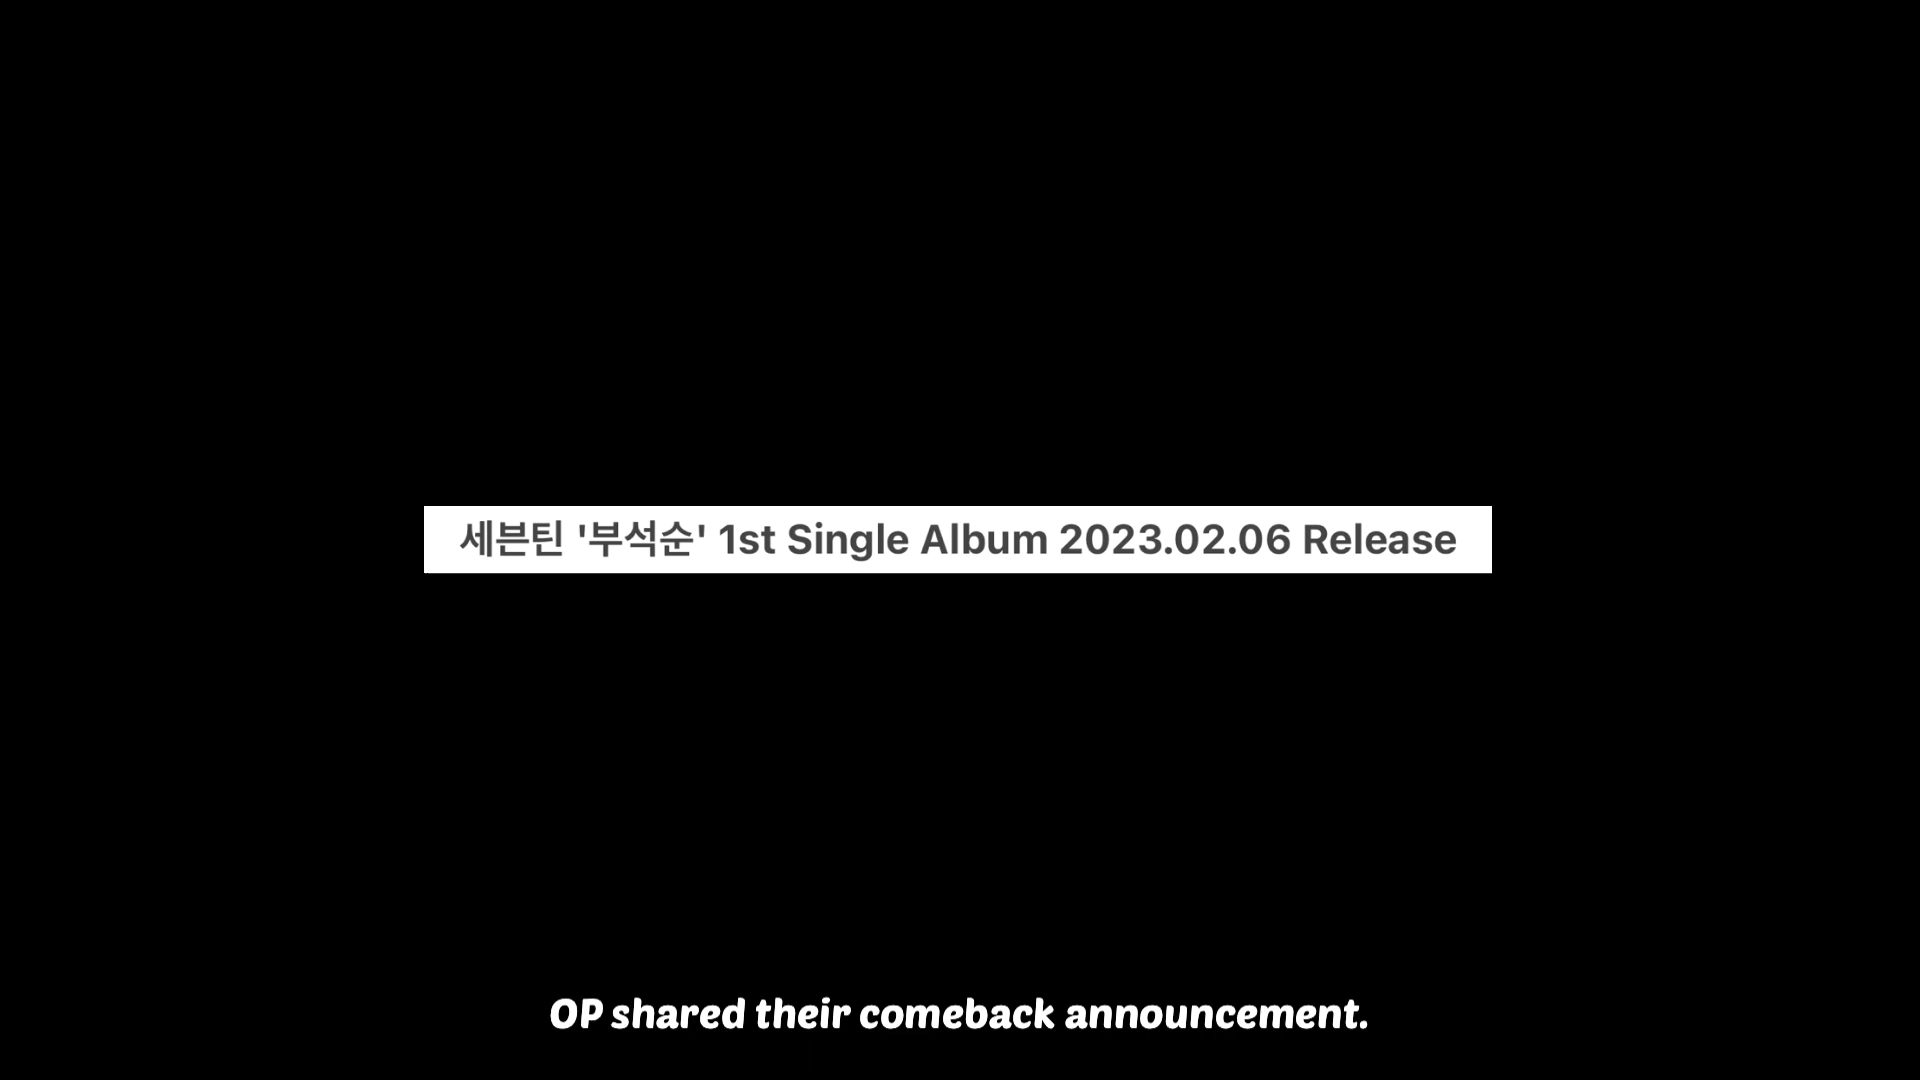 세븐틴 '부석순' 1st Single Album 2023.02.06 Release
OP shared their comeback announcement.